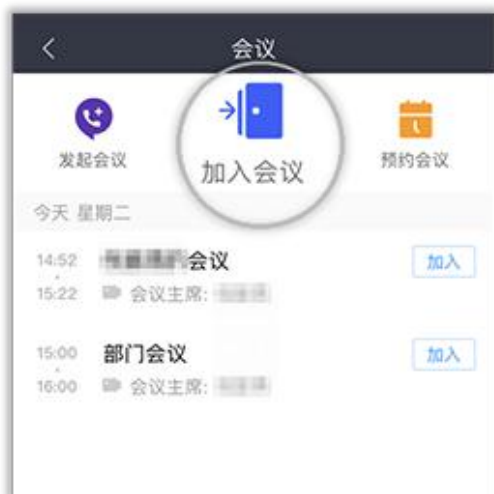 会议
发起会议
加入会议
预约会议
今天 星期二
14:52
会议
加入
15:22
会议主席:
15:00
部门会议
加入
16:00
会议主席: